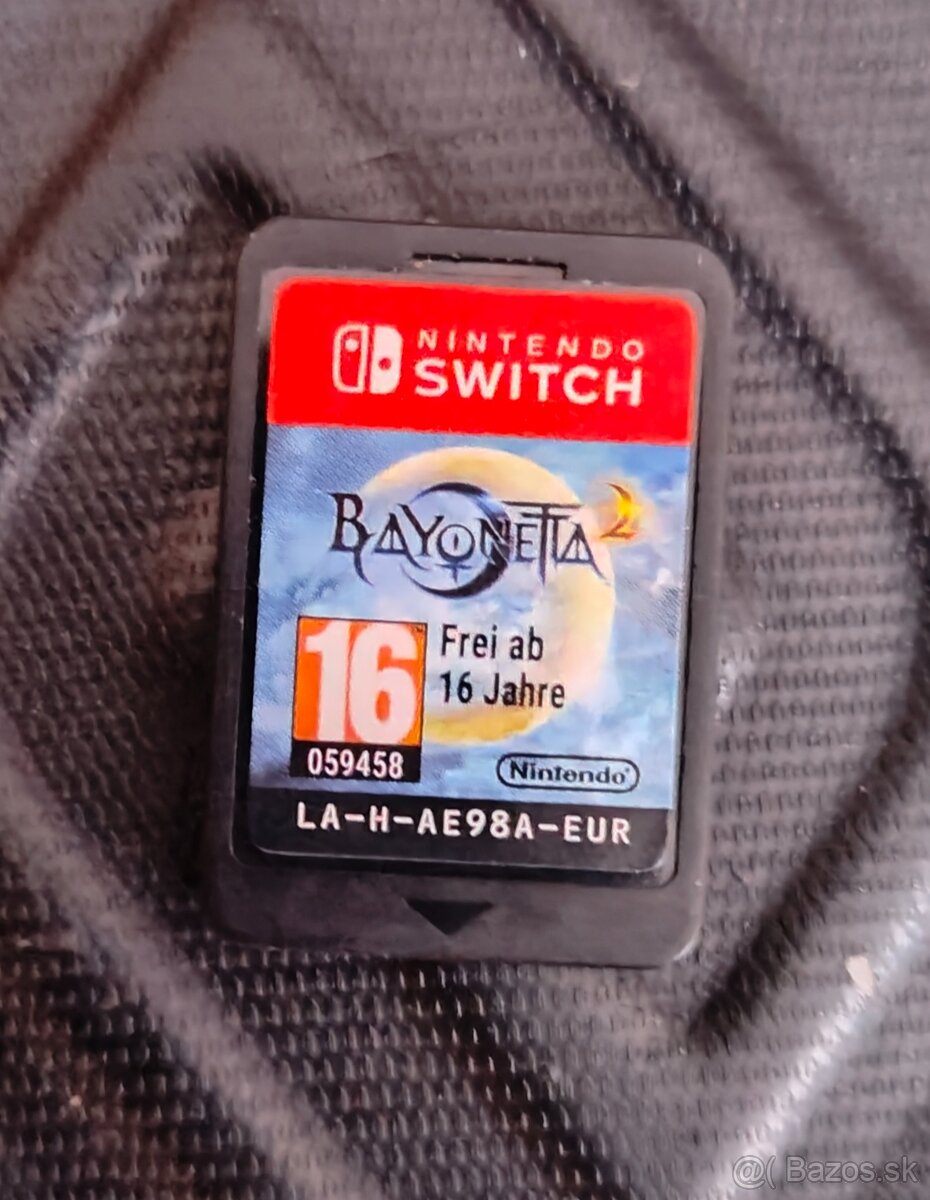 NINTENDO
SWITCH
BAYONETTA 2
16
Frei ab
16 Jahre
059458
Nintendo
LA-H-AE98A-EUR
@( Bazos.sk